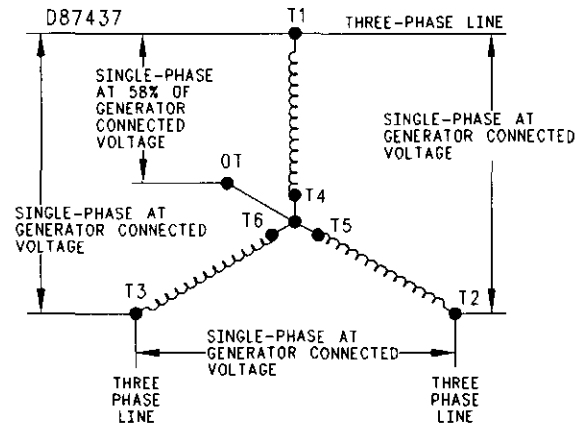 D87437
T1
THREE-PHASE LINE
SINGLE-PHASE
AT 58% OF
GENERATOR
CONNECTED
VOLTAGE
SINGLE-PHASE AT
GENERATOR CONNECTED
VOLTAGE
OT
T4
T6
T5
SINGLE-PHASE AT
GENERATOR CONNECTED
VOLTAGE
T3
T2
SINGLE-PHASE AT
GENERATOR CONNECTED
VOLTAGE
THREE
PHASE
LINE
THREE
PHASE
LINE